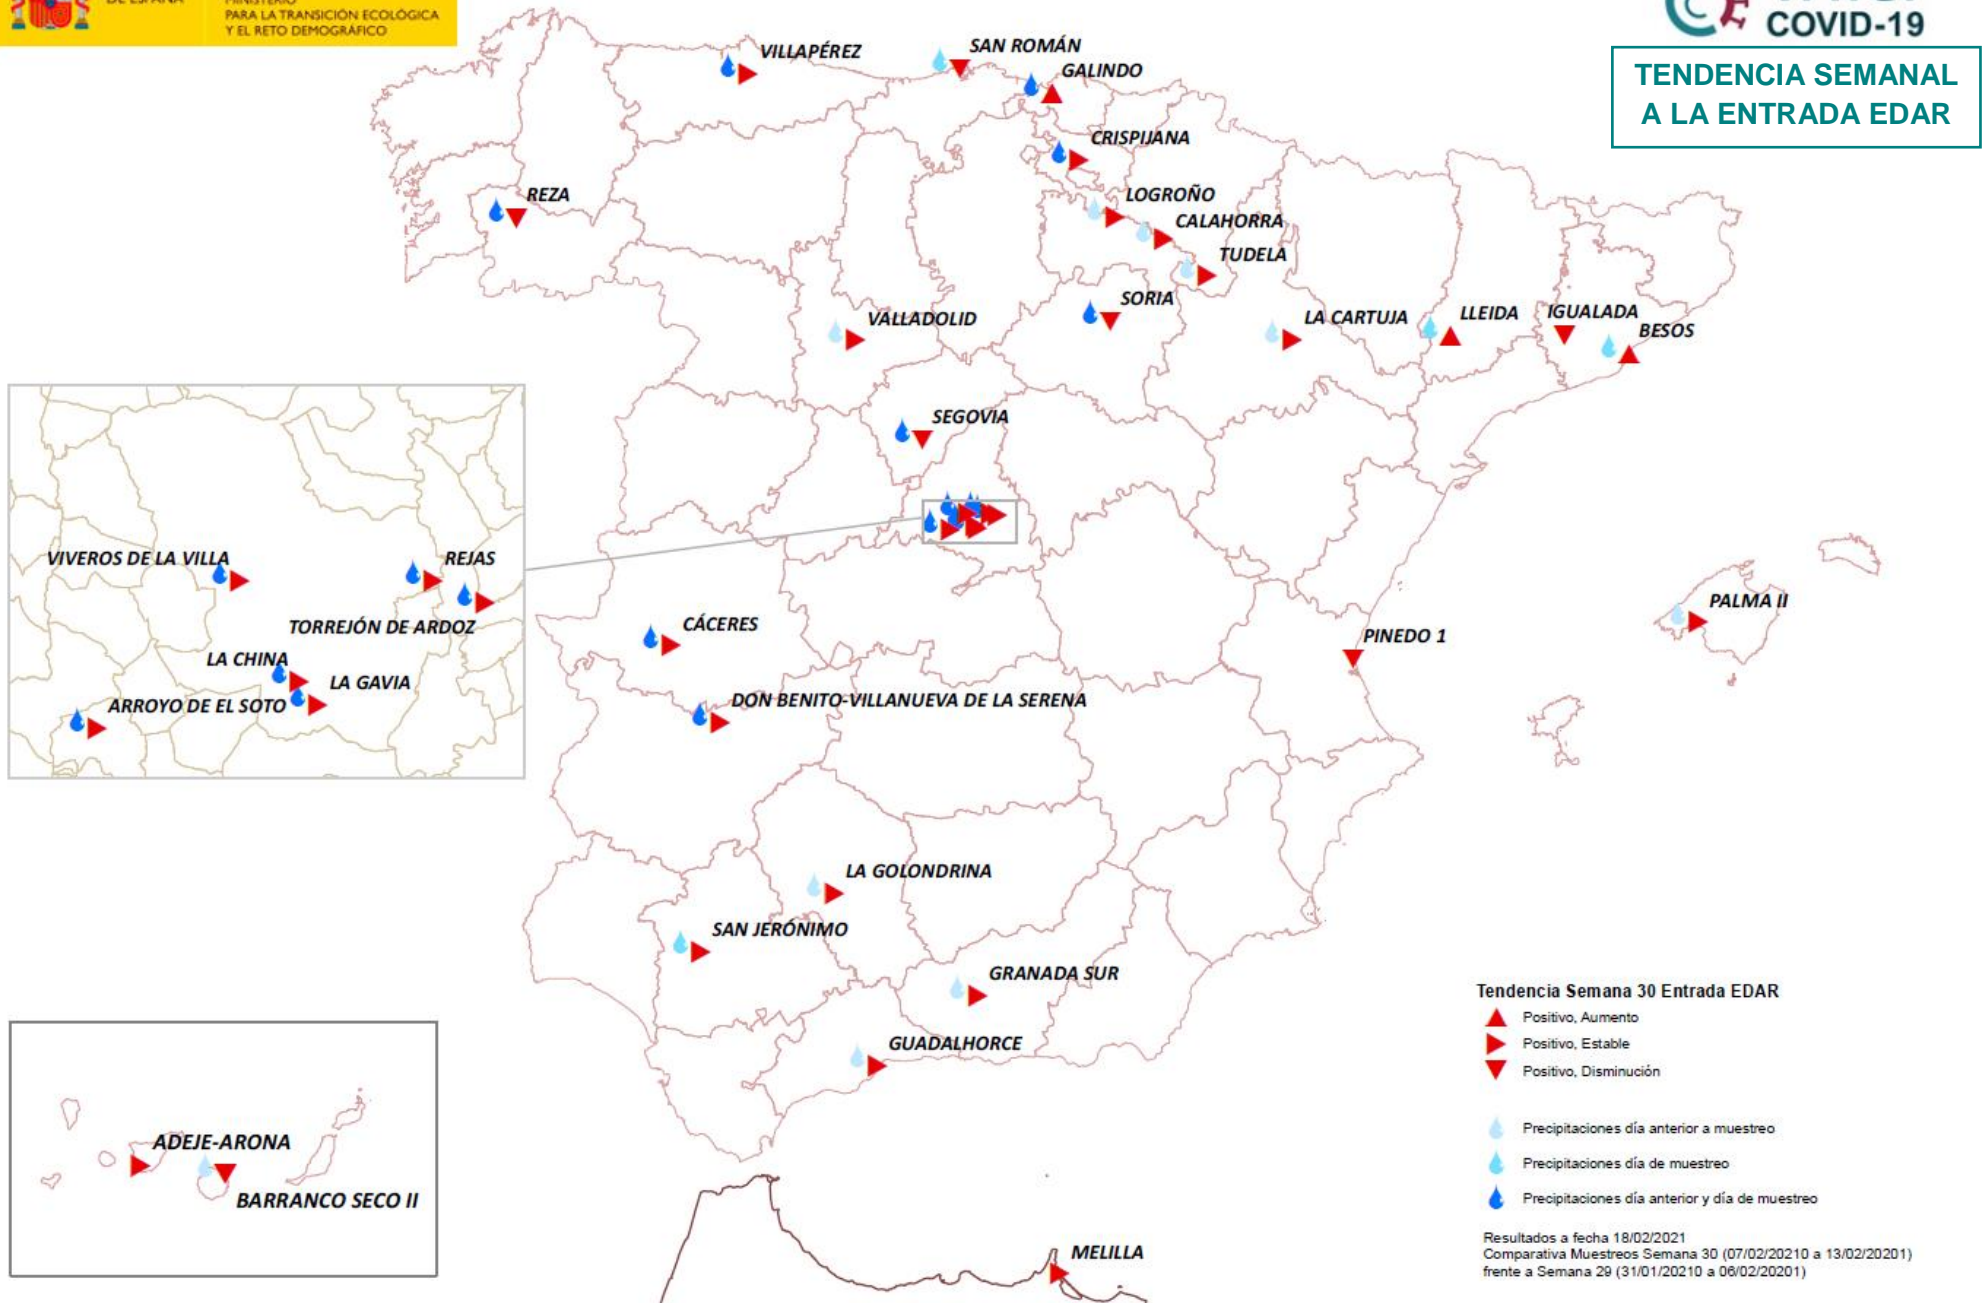 DE ESPAÑA
MINISTERIO
PARA LA TRANSICIÓN ECOLÓGICA
Y EL RETO DEMOGRÁFICO
COVID-19
TENDENCIA SEMANAL
A LA ENTRADA EDAR
VILLAPÉREZ
SAN ROMÁN
GALINDO
CRISPIJANA
REZA
LOGROÑO
CALAHORRA
TUDELA
SORIA
VALLADOLID
LA CARTUJA
LLEIDA
IGUALADA
BESOS
SEGOVIA
VIVEROS DE LA VILLA
REJAS
TORREJÓN DE ARDOZ
LA CHINA
LA GAVIA
ARROYO DE EL SOTO
CÁCERES
PALMA II
PINEDO 1
DON BENITO-VILLANUEVA DE LA SERENA
LA GOLONDRINA
SAN JERÓNIMO
GRANADA SUR
GUADALHORCE
ADEJE-ARONA
BARRANCO SECO II
MELILLA
Tendencia Semana 30 Entrada EDAR
Positivo, Aumento
Positivo, Estable
Positivo, Disminución
Precipitaciones día anterior a muestreo
Precipitaciones día de muestreo
Precipitaciones día anterior y día de muestreo
Resultados a fecha 18/02/2021
Comparativa Muestreos Semana 30 (07/02/20210 a 13/02/20201)
frente a Semana 29 (31/01/20210 a 06/02/20201)